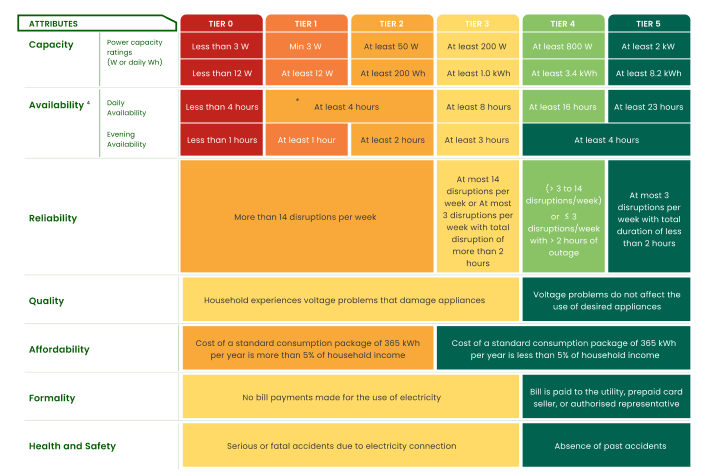 ATTRIBUTES TIER 0 TIER 1 TIER 2 TIER 3 TIER 4 TIER 5
Capacity
Power capacity
ratings
(W or daily Wh)
Less than 3 W Min 3 W At least 50 W At least 200 W At least 800 W At least 2 kW
Less than 12 W At least 12 W At least 200 Wh At least 1.0 kWh At least 3.4 kWh At least 8.2 kWh
Availability 4
Daily
Availability
Less than 4 hours * At least 4 hours At least 8 hours At least 16 hours At least 23 hours
Evening
Availability
Less than 1 hours At least 1 hour At least 2 hours At least 3 hours At least 4 hours
Reliability
More than 14 disruptions per week
At most 14
disruptions per
week or At most
3 disruptions per
week with total
disruption of
more than 2
hours
(> 3 to 14
disruptions/week)
or ≤ 3
disruptions/week
with > 2 hours of
outage
At most 3
disruptions per
week with total
duration of less
than 2 hours
Quality
Household experiences voltage problems that damage appliances
Voltage problems do not affect the
use of desired appliances
Affordability
Cost of a standard consumption package of 365 kWh
per year is more than 5% of household income
Cost of a standard consumption package of 365 kWh
per year is less than 5% of household income
Formality
No bill payments made for the use of electricity
Bill is paid to the utility, prepaid card
seller, or authorised representative
Health and Safety
Serious or fatal accidents due to electricity connection
Absence of past accidents